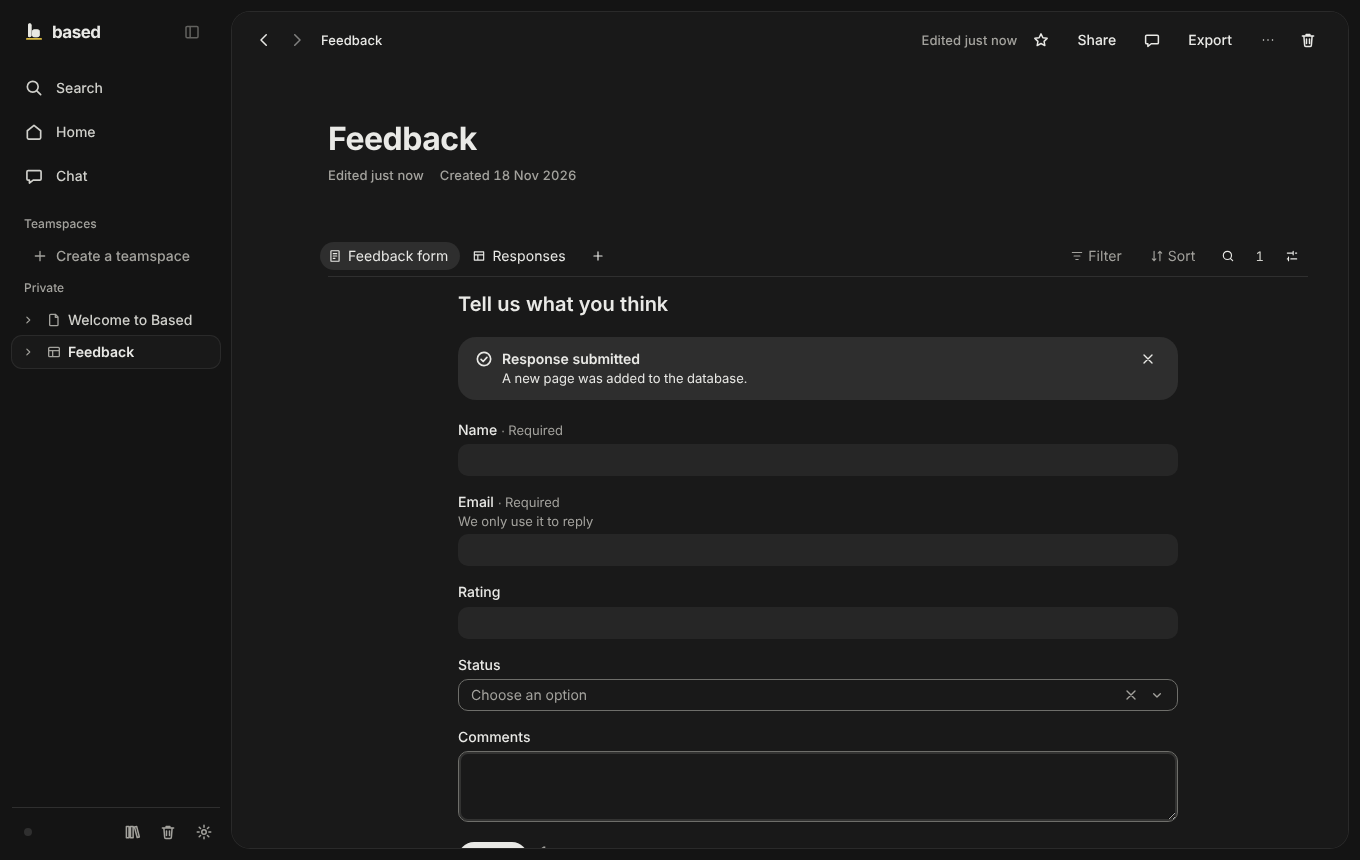 based
Search
Home
Chat
Teamspaces
Create a teamspace
Private
Welcome to Based
Feedback
Feedback
Edited just now
Share
Export
Feedback
Edited just now Created 18 Nov 2026
Feedback form
Responses
Filter
Sort
1
Tell us what you think
Response submitted
A new page was added to the database.
Name · Required
Email · Required
We only use it to reply
Rating
Status
Choose an option
Comments